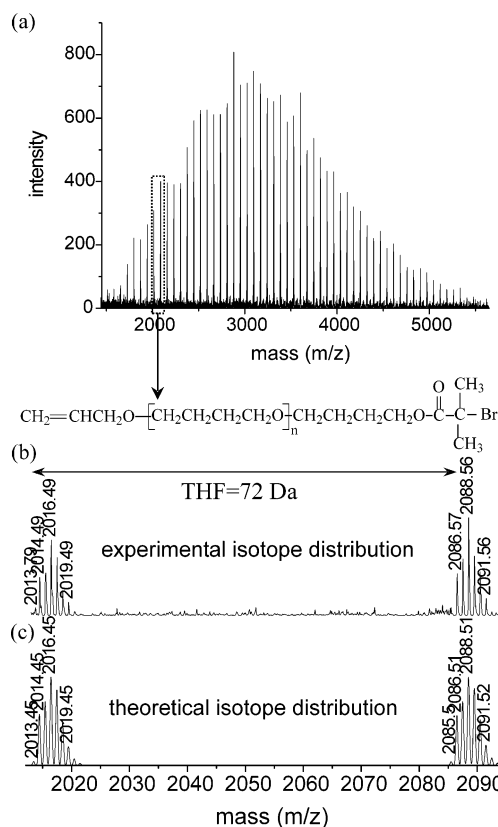 (a)
800
600
400
200
0
intensity
2000 3000 4000 5000
mass (m/z)
O CH₃
CH₂=CHCH₂O—[CH₂CH₂CH₂CH₂O]ₙ—CH₂CH₂CH₂CH₂O—C—C—Br
CH₃
(b)
THF=72 Da
2013.79
2014.49
2016.49
2019.49
experimental isotope distribution
2086.57
2088.56
2091.56
(c)
2013.45
2014.45
2016.45
2019.45
theoretical isotope distribution
2085.5
2086.51
2088.51
2091.52
2020 2030 2040 2050 2060 2070 2080 2090
mass (m/z)